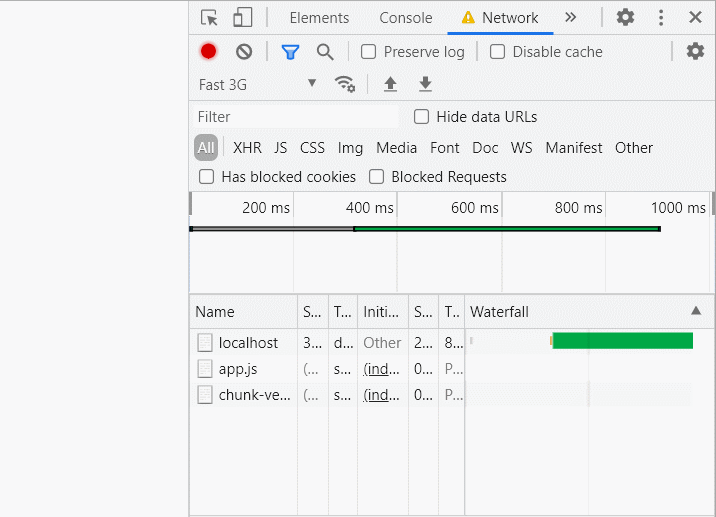 Elements Console Network
Preserve log Disable cache
Fast 3G
Filter Hide data URLs
All XHR JS CSS Img Media Font Doc WS Manifest Other
Has blocked cookies Blocked Requests
200 ms 400 ms 600 ms 800 ms 1000 ms
Name S... T... Initi... S... T... Waterfall
localhost 3... d... Other 2... 8...
app.js (... s... (ind... 0... P...
chunk-ve... (... s... (ind... 0... P...